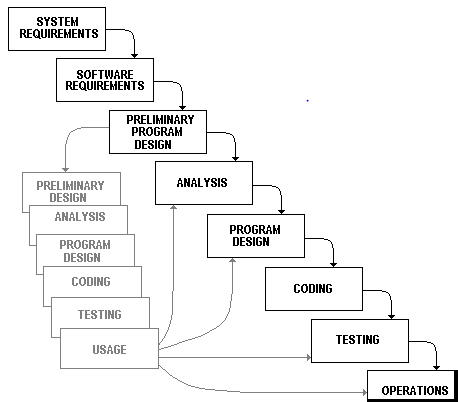 SYSTEM
REQUIREMENTS
SOFTWARE
REQUIREMENTS
PRELIMINARY
PROGRAM
DESIGN
ANALYSIS
PROGRAM
DESIGN
CODING
TESTING
OPERATIONS
PRELIMINARY
DESIGN
ANALYSIS
PROGRAM
DESIGN
CODING
TESTING
USAGE